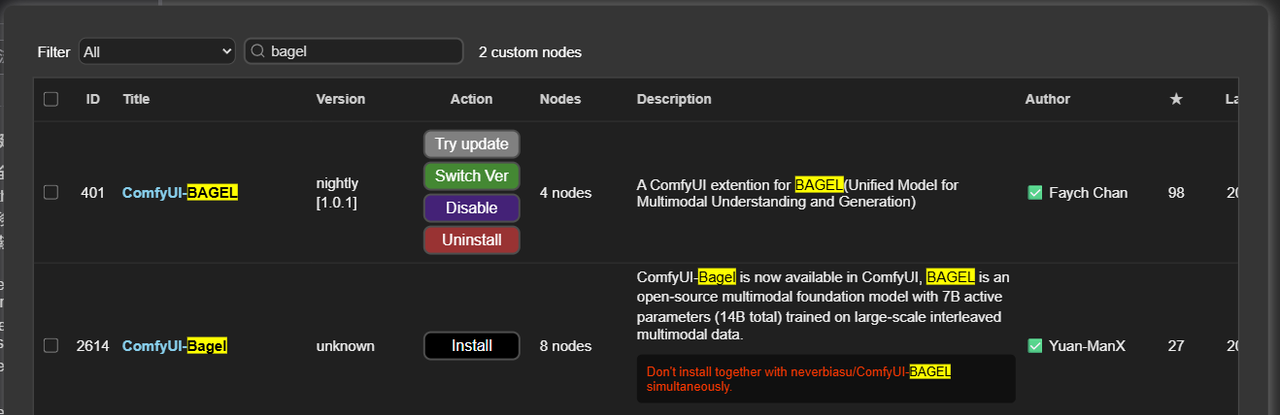 Filter All bagel 2 custom nodes
ID Title Version Action Nodes Description Author ★ La
401 ComfyUI-BAGEL nightly [1.0.1] Try update Switch Ver Disable Uninstall 4 nodes
A ComfyUI extention for BAGEL(Unified Model for
Multimodal Understanding and Generation)
Faych Chan 98 20
2614 ComfyUI-Bagel unknown Install 8 nodes
ComfyUI-Bagel is now available in ComfyUI, BAGEL is an
open-source multimodal foundation model with 7B active
parameters (14B total) trained on large-scale interleaved
multimodal data.
Don't install together with neverbiasu/ComfyUI-BAGEL
simultaneously.
Yuan-ManX 27 20